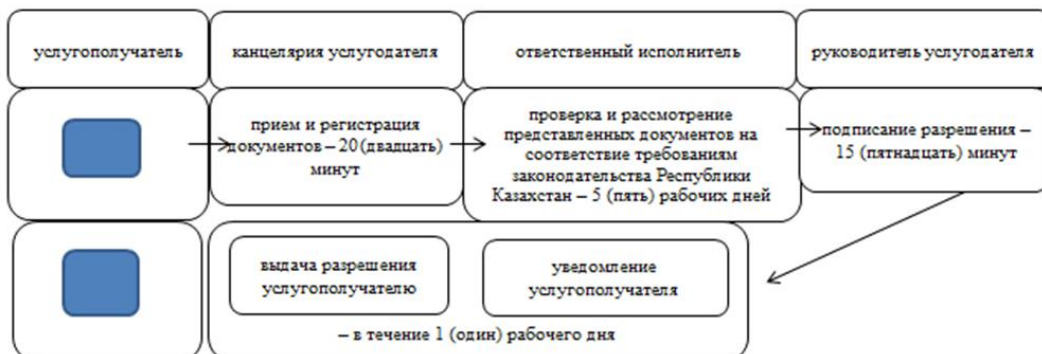 услугополучатель
канцелярия услугодателя
ответственный исполнитель
руководитель услугодателя
прием и регистрация
документов – 20 (двадцать)
минут
проверка и рассмотрение
представленных документов на
соответствие требованиям
законодательства Республики
Казахстан – 5 (пять) рабочих дней
подписание разрешения –
15 (пятнадцать) минут
выдача разрешения
услугополучателю
уведомление
услугополучателя
– в течение 1 (один) рабочего дня